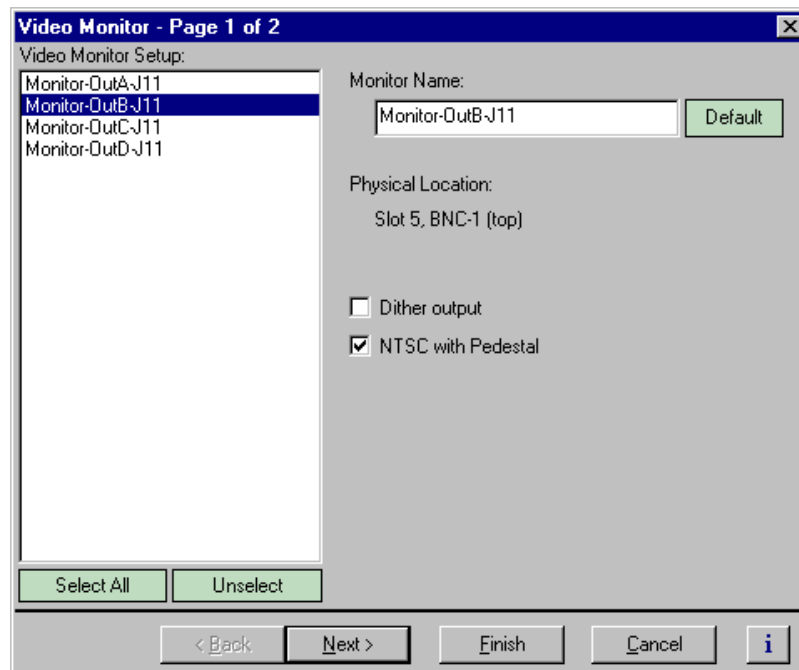 Video Monitor - Page 1 of 2
Video Monitor Setup:
Monitor-OutA-J11
Monitor-OutB-J11
Monitor-OutC-J11
Monitor-OutD-J11
Monitor Name:
Monitor-OutB-J11
Default
Physical Location:
Slot 5, BNC-1 (top)
Dither output
NTSC with Pedestal
Select All
Unselect
< Back
Next >
Finish
Cancel
i